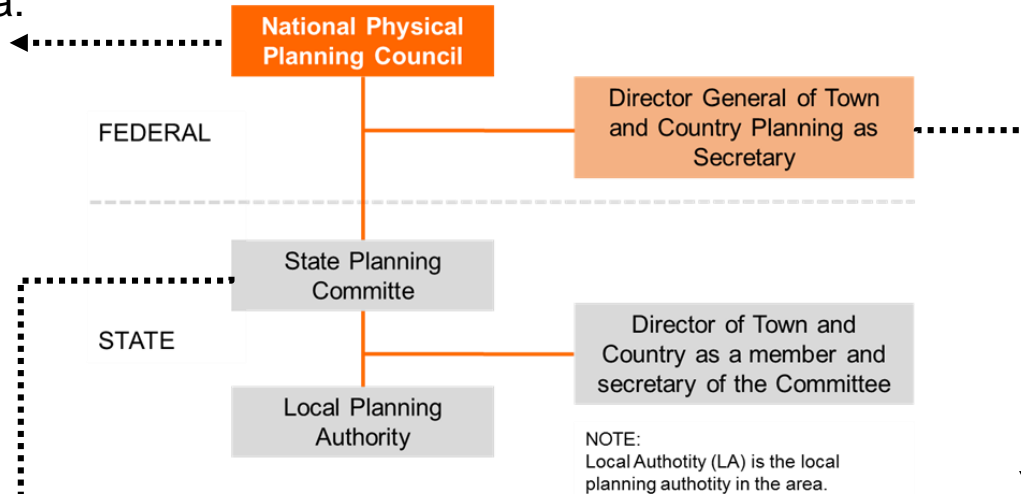 a.
National Physical
Planning Council
FEDERAL
Director General of Town
and Country Planning as
Secretary
State Planning
Committe
STATE
Director of Town and
Country as a member and
secretary of the Committee
Local Planning
Authority
NOTE:
Local Authotity (LA) is the local
planning authotity in the area.